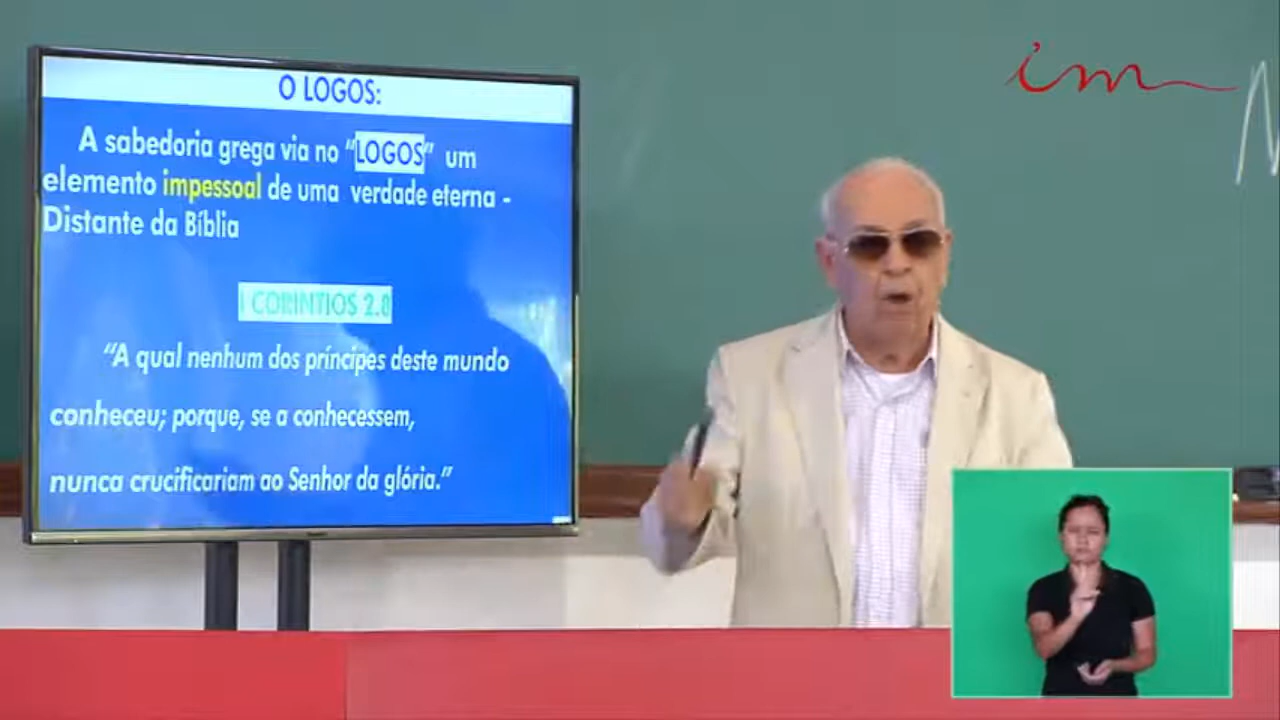 im
O LOGOS:
A sabedoria grega via no “LOGOS” um
elemento impessoal de uma verdade eterna -
Distante da Bíblia
I CORINTIOS 2.8
“A qual nenhum dos príncipes deste mundo
conheceu; porque, se a conhecessem,
nunca crucificariam ao Senhor da glória.”